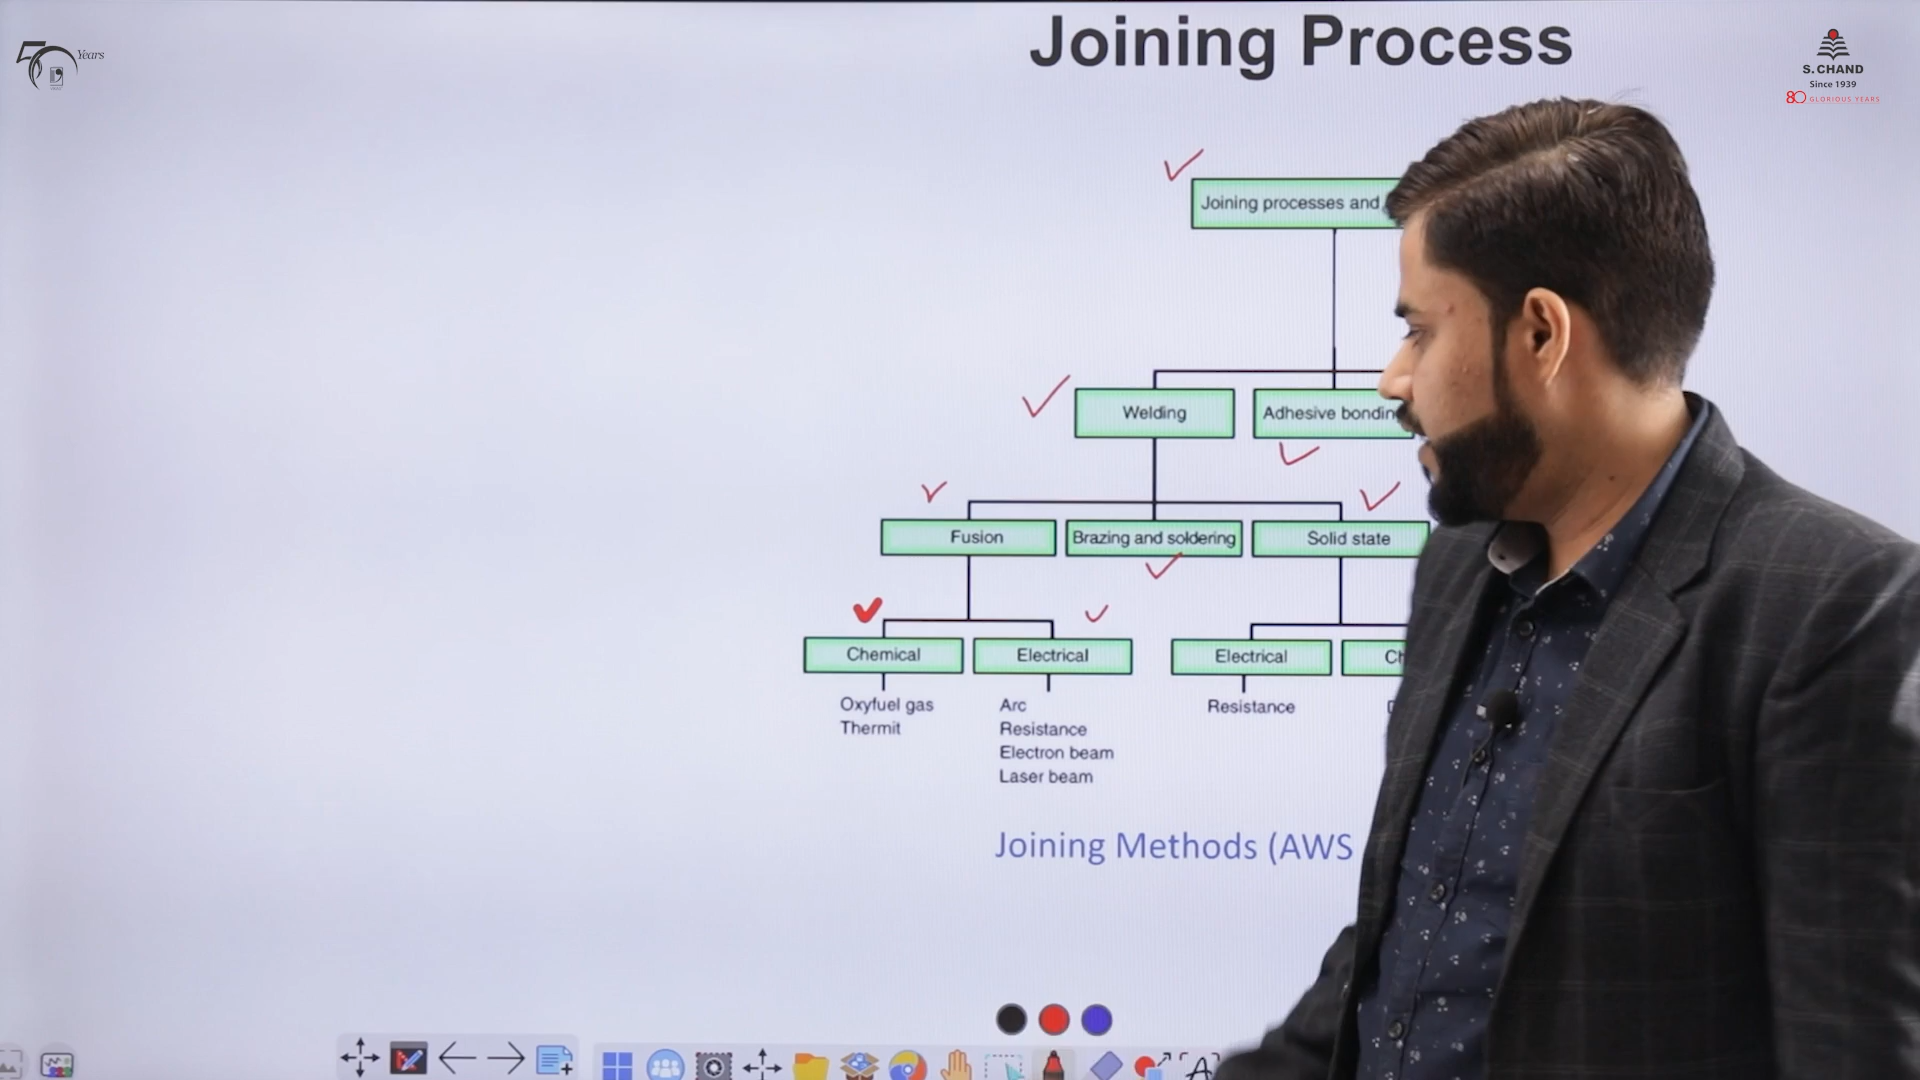 Years
Joining Process
S. CHAND
Since 1939
80 GLORIOUS YEARS
Joining processes and
Welding
Adhesive bondin
Fusion
Brazing and soldering
Solid state
Chemical
Electrical
Electrical
Ch
Oxyfuel gas
Thermit
Arc
Resistance
Electron beam
Laser beam
Resistance
Joining Methods (AWS